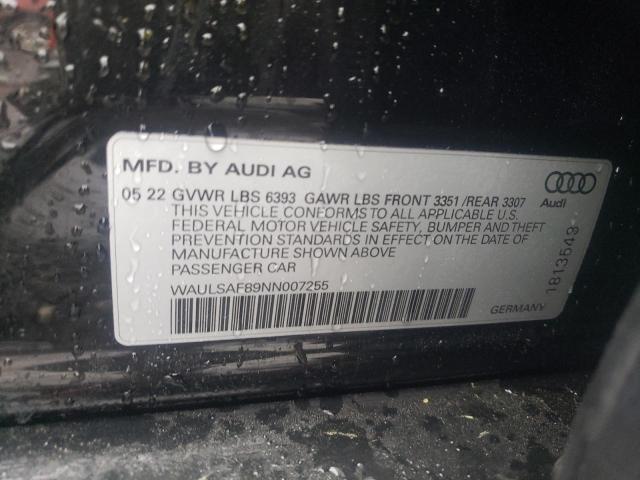 MFD. BY AUDI AG
05 22 GVWR LBS 6393 GAWR LBS FRONT 3351 /REAR 3307
THIS VEHICLE CONFORMS TO ALL APPLICABLE U.S.
FEDERAL MOTOR VEHICLE SAFETY, BUMPER AND THEFT
PREVENTION STANDARDS IN EFFECT ON THE DATE OF
MANUFACTURE SHOWN ABOVE
PASSENGER CAR
WAULSAF89NN007255
Audi
1813549
GERMANY